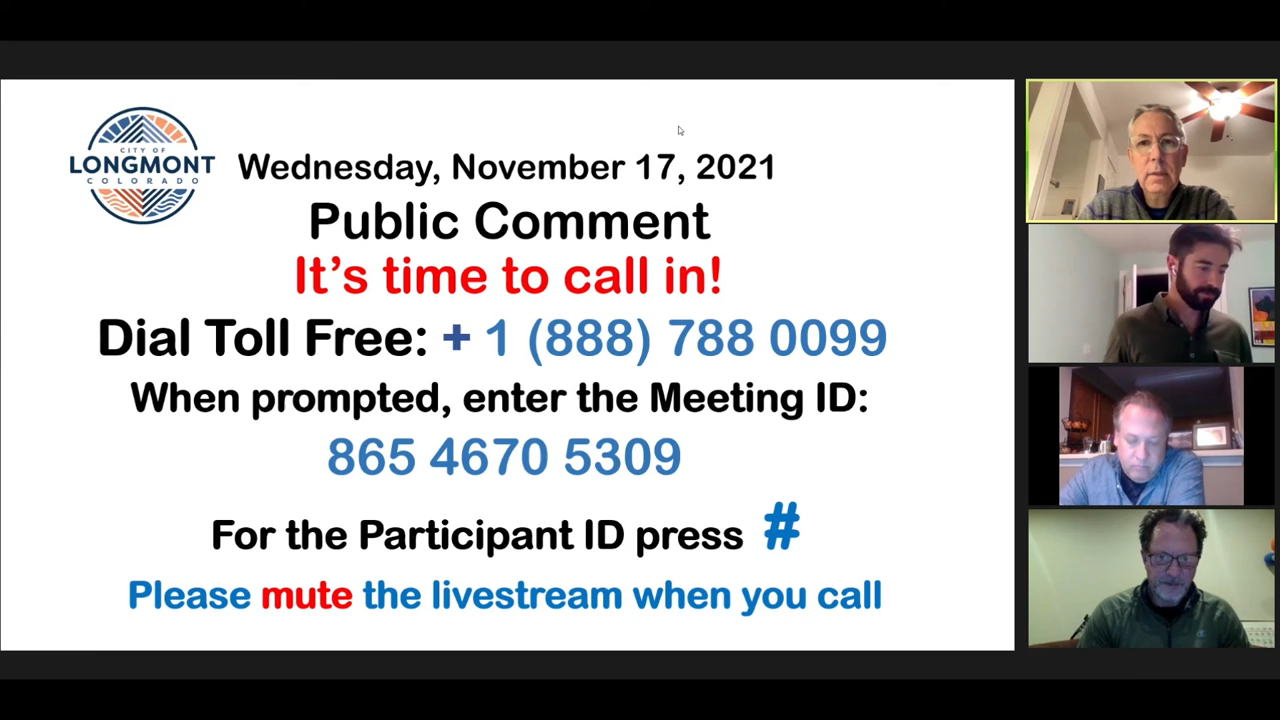 CITY OF
LONGMONT
COLORADO
Wednesday, November 17, 2021
Public Comment
It's time to call in!
Dial Toll Free: + 1 (888) 788 0099
When prompted, enter the Meeting ID:
865 4670 5309
For the Participant ID press #
Please mute the livestream when you call